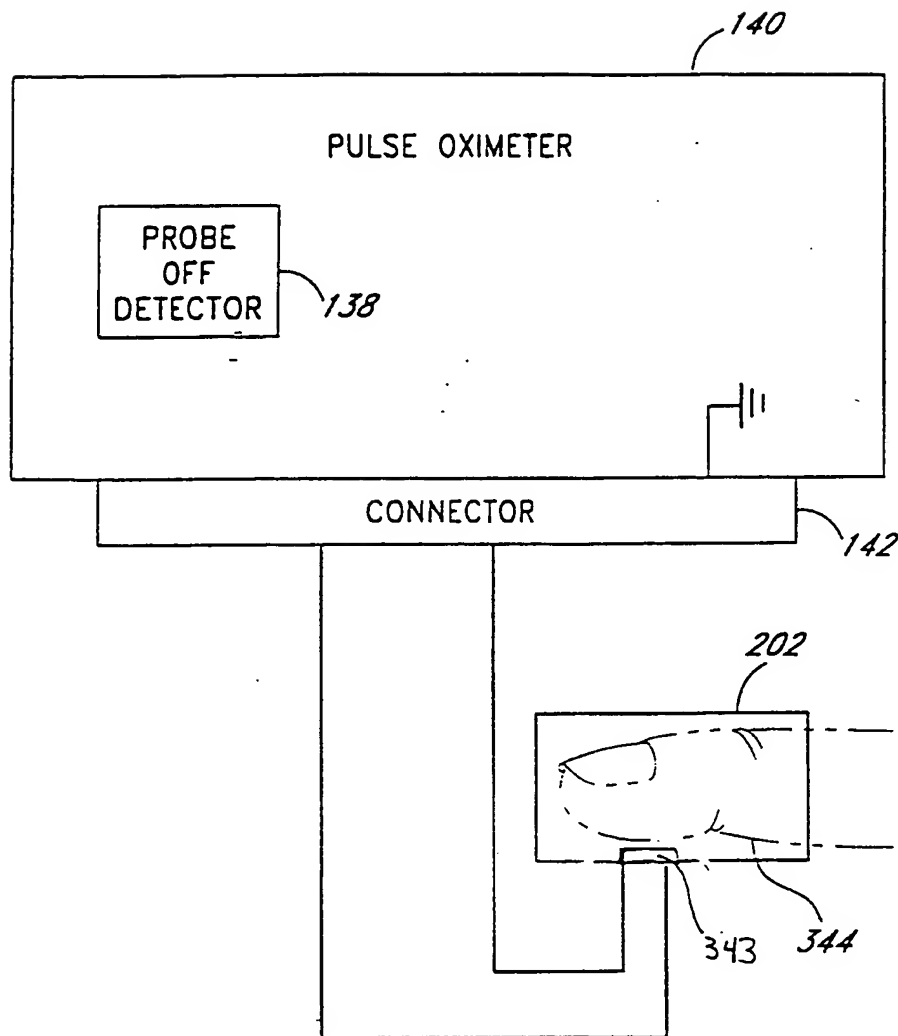 140
PULSE OXIMETER
PROBE
OFF
DETECTOR
138
CONNECTOR
142
202
343
344